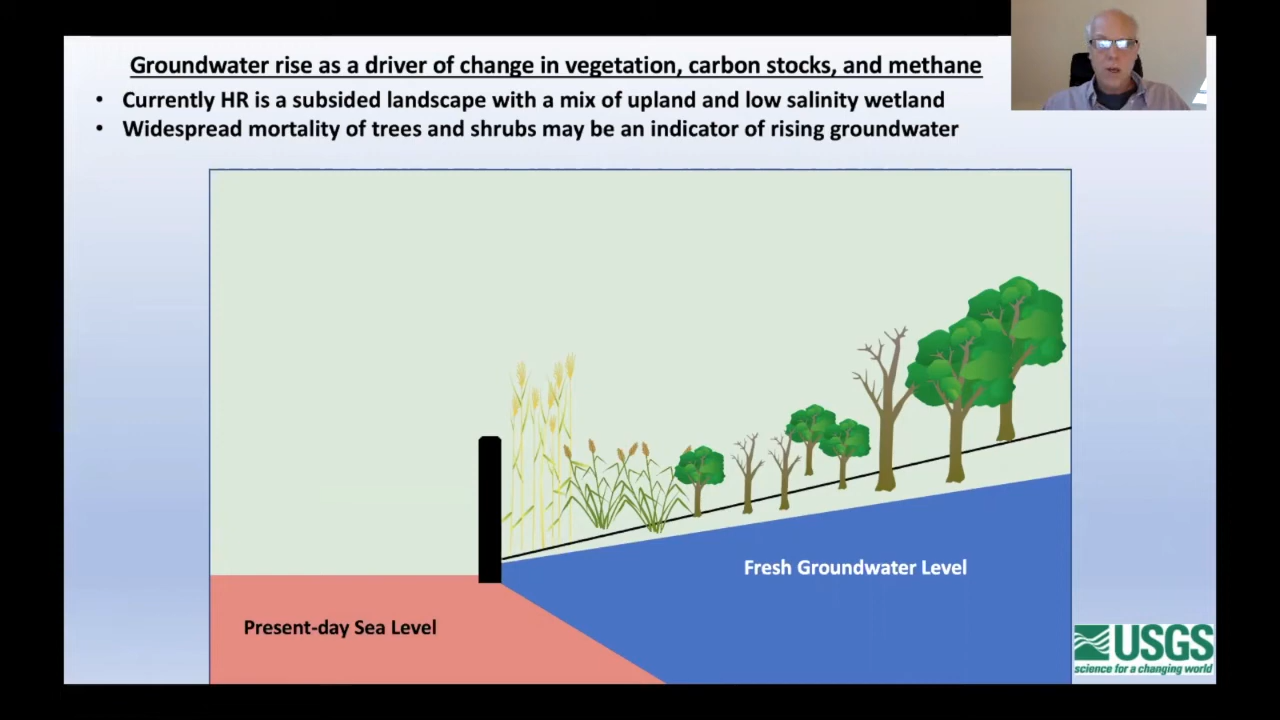 Groundwater rise as a driver of change in vegetation, carbon stocks, and methane
• Currently HR is a subsided landscape with a mix of upland and low salinity wetland
• Widespread mortality of trees and shrubs may be an indicator of rising groundwater
Fresh Groundwater Level
Present-day Sea Level
USGS
science for a changing world